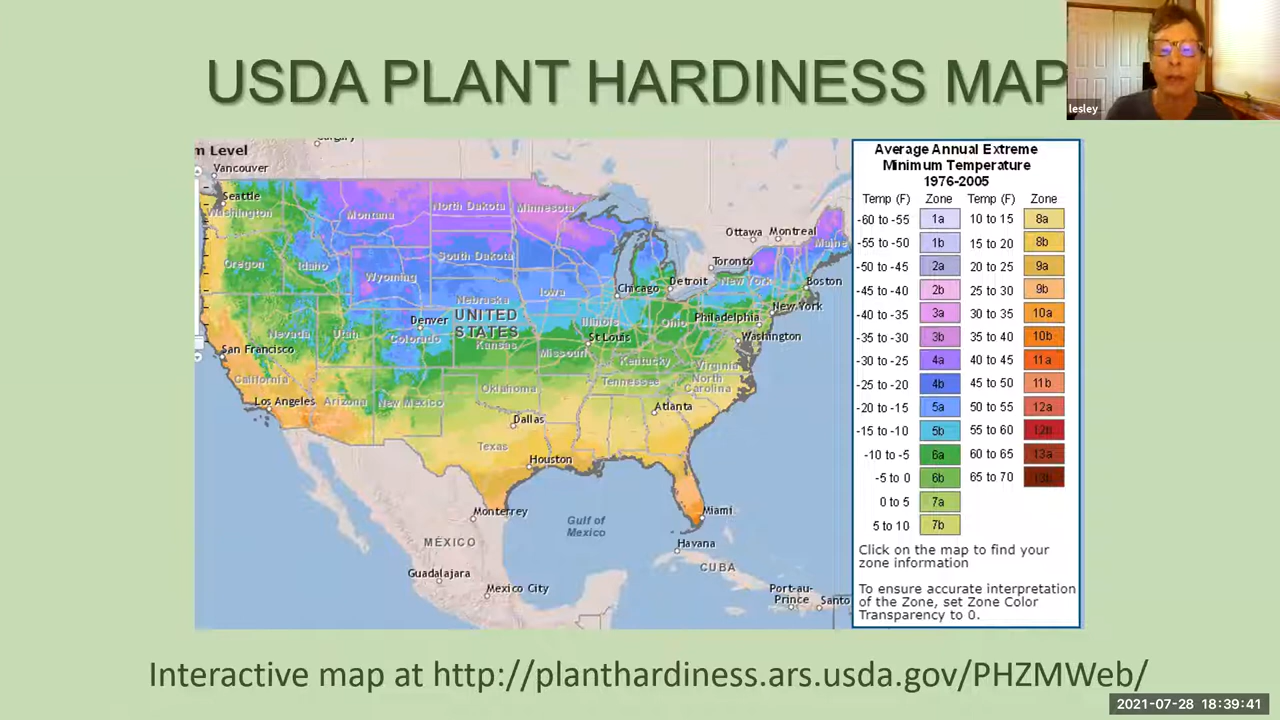 USDA PLANT HARDINESS MAP
lesley
m Level
Calgary
Vancouver
Seattle
Washington
Montana
North Dakota
Minnesota
Ottawa
Montreal
Maine
Oregon
Idaho
Wyoming
South Dakota
Toronto
Detroit
New York
Boston
Nebraska
Iowa
Chicago
New York
Denver
UNITED
STATES
Illinois
Ohio
Philadelphia
Nevada
Utah
Colorado
Kansas
St Louis
Washington
San Francisco
Missouri
Kentucky
Virginia
California
Oklahoma
Tennessee
North
Carolina
Los Angeles
Arizona
New Mexico
Atlanta
Dallas
Texas
Houston
Monterrey
Miami
Gulf of
Mexico
MÉXICO
Havana
CUBA
Guadalajara
Mexico City
Port-au-
Prince
Santo
Average Annual Extreme
Minimum Temperature
1976-2005
Temp (F) Zone Temp (F) Zone
-60 to -55 1a 10 to 15 8a
-55 to -50 1b 15 to 20 8b
-50 to -45 2a 20 to 25 9a
-45 to -40 2b 25 to 30 9b
-40 to -35 3a 30 to 35 10a
-35 to -30 3b 35 to 40 10b
-30 to -25 4a 40 to 45 11a
-25 to -20 4b 45 to 50 11b
-20 to -15 5a 50 to 55 12a
-15 to -10 5b 55 to 60 12b
-10 to -5 6a 60 to 65 13a
-5 to 0 6b 65 to 70 13b
0 to 5 7a
5 to 10 7b
Click on the map to find your
zone information
To ensure accurate interpretation
of the Zone, set Zone Color
Transparency to 0.
Interactive map at http://planthardiness.ars.usda.gov/PHZMWeb/
2021-07-28 18:39:41